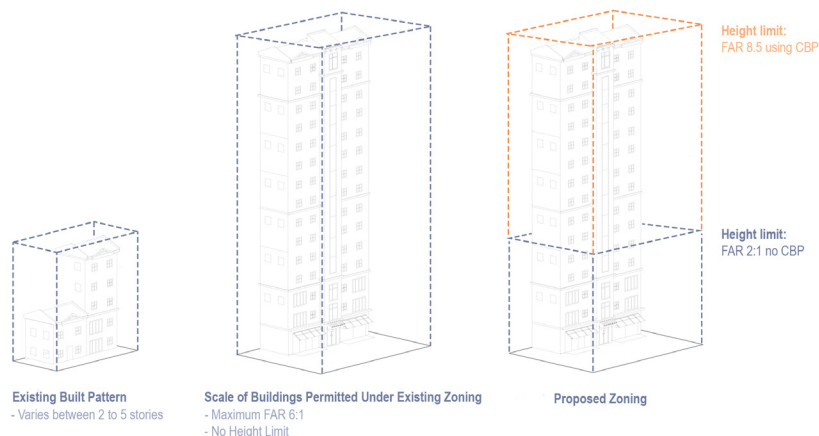 Height limit:
FAR 8.5 using CBP
Height limit:
FAR 2:1 no CBP
Existing Built Pattern
- Varies between 2 to 5 stories
Scale of Buildings Permitted Under Existing Zoning
- Maximum FAR 6:1
- No Height Limit
Proposed Zoning